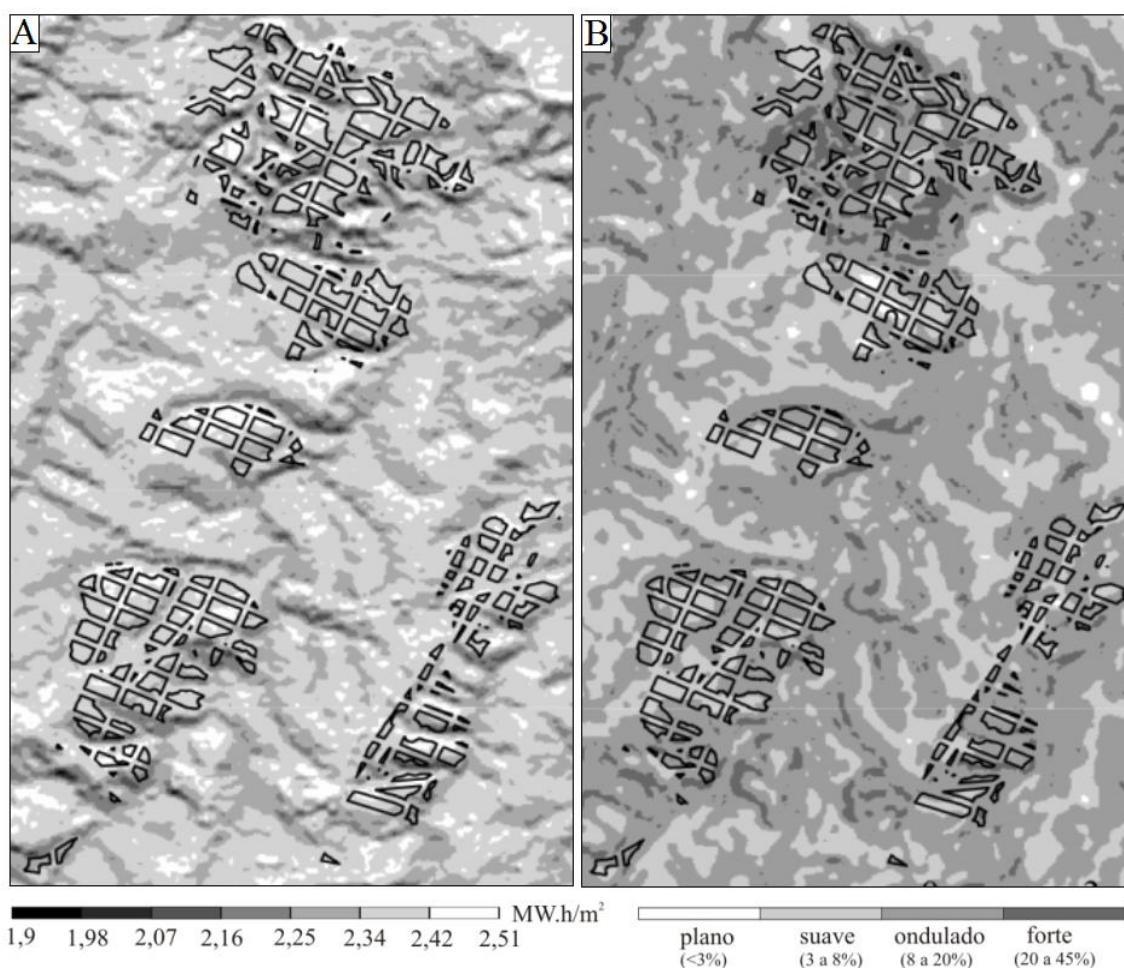 A
B
MW.h/m²
1,9 1,98 2,07 2,16 2,25 2,34 2,42 2,51
plano suave ondulado forte
(<3%) (3 a 8%) (8 a 20%) (20 a 45%)